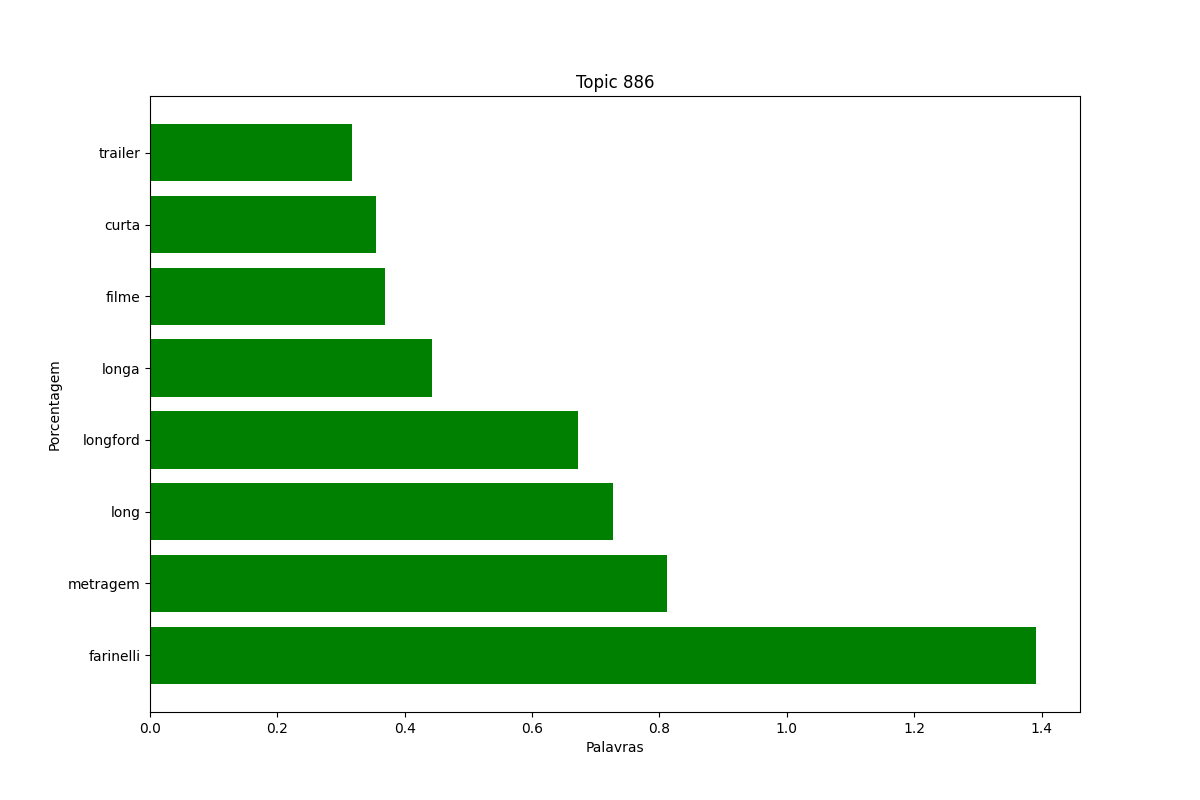 Topic 886
Porcentagem
trailer
curta
filme
longa
longford
long
metragem
farinelli
0.0 0.2 0.4 0.6 0.8 1.0 1.2 1.4
Palavras